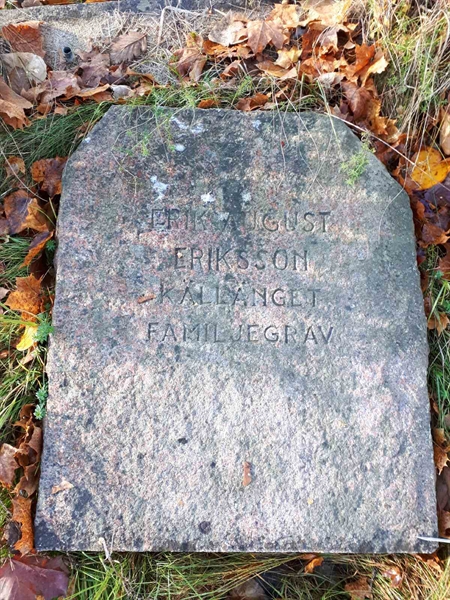 ERIK AUGUST
ERIKSSON
KÄLLÄNGET
FAMILJEGRAV